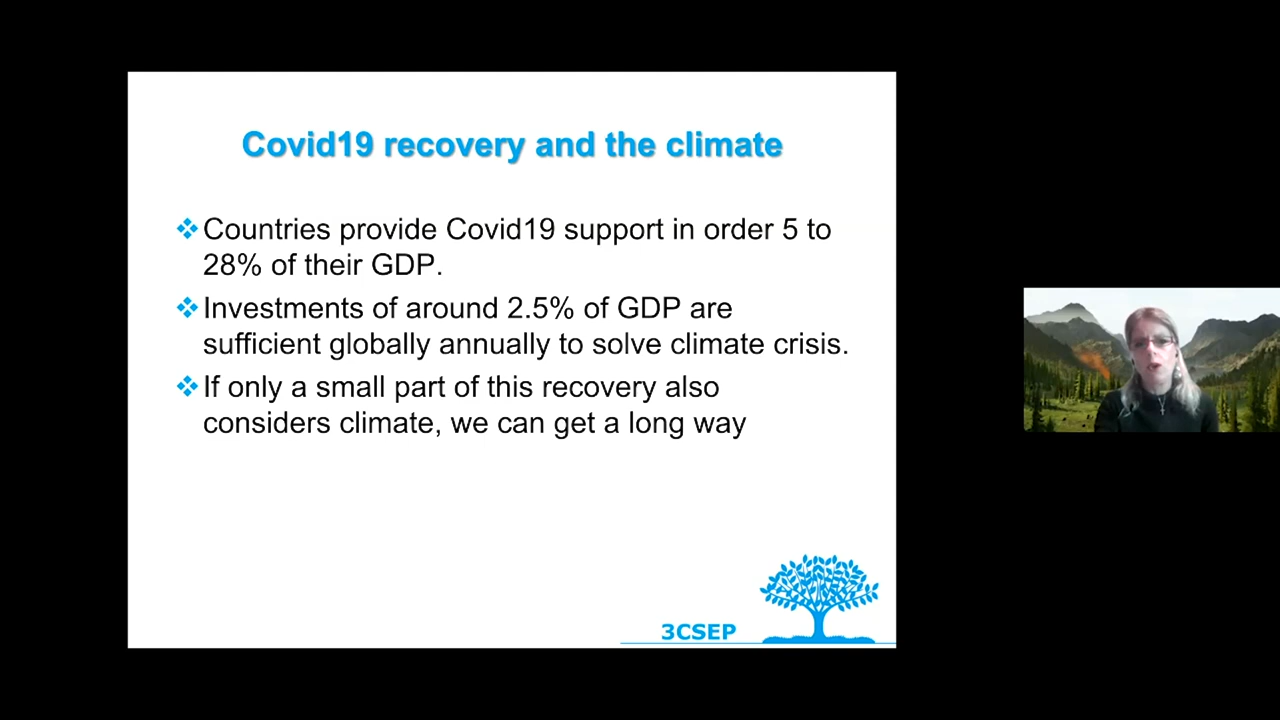 Covid19 recovery and the climate
Countries provide Covid19 support in order 5 to
28% of their GDP.
Investments of around 2.5% of GDP are
sufficient globally annually to solve climate crisis.
If only a small part of this recovery also
considers climate, we can get a long way
3CSEP